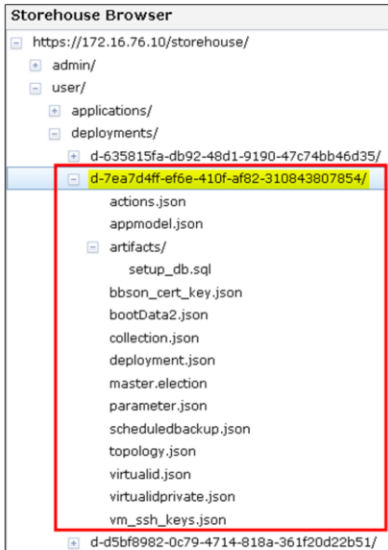 Storehouse Browser
https://172.16.76.10/storehouse/
admin/
user/
applications/
deployments/
d-635815fa-db92-48d1-9190-47c74bb46d35/
d-7ea7d4ff-ef6e-410f-af82-310843807854/
actions.json
appmodel.json
artifacts/
setup_db.sql
bbson_cert_key.json
bootData2.json
collection.json
deployment.json
master.election
parameter.json
scheduledbackup.json
topology.json
virtualid.json
virtualidprivate.json
vm_ssh_keys.json
d-d5bf8982-0c79-4714-818a-361f20d22b51/